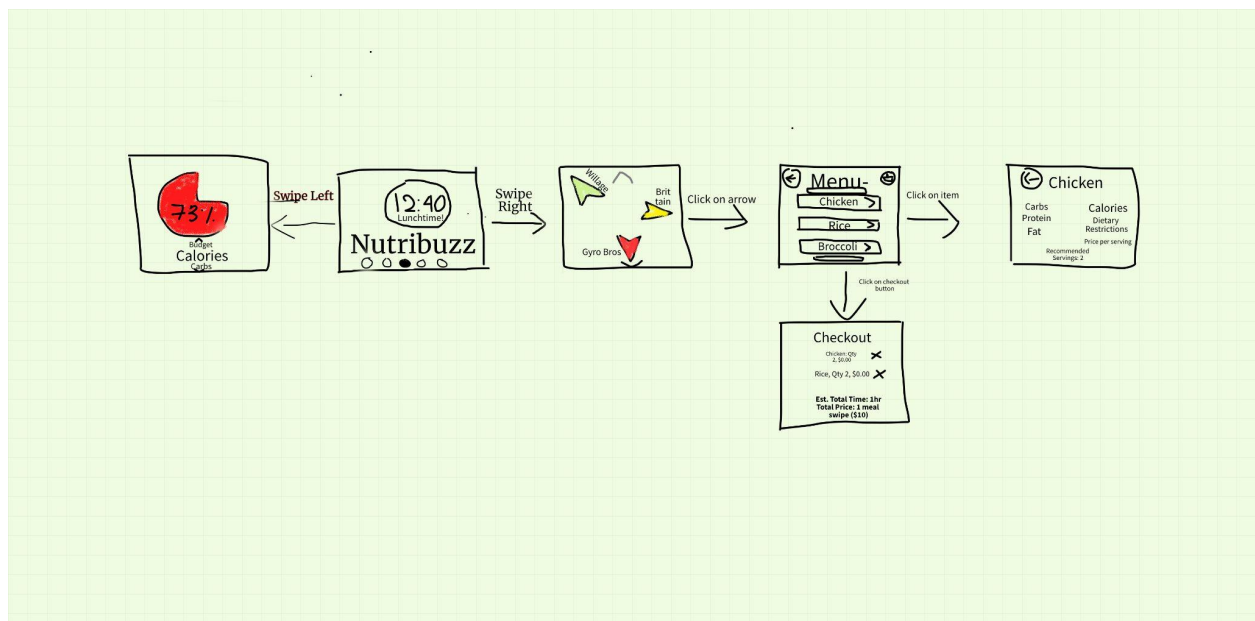 73%
Budget
Calories
Carbs
Swipe Left
12:40
Lunchtime!
Nutribuzz
Swipe
Right
Willage
Brit
tain
Gyro Bros
Click on arrow
Menu-
Chicken >
Rice >
Broccoli >
Click on item
Chicken
Carbs
Protein
Fat
Calories
Dietary
Restrictions
Price per serving
Recommended
Servings: 2
Click on checkout
button
Checkout
Chicken: Qty
2, $0.00
Rice, Qty 2, $0.00
Est. Total Time: 1hr
Total Price: 1 meal
swipe ($10)